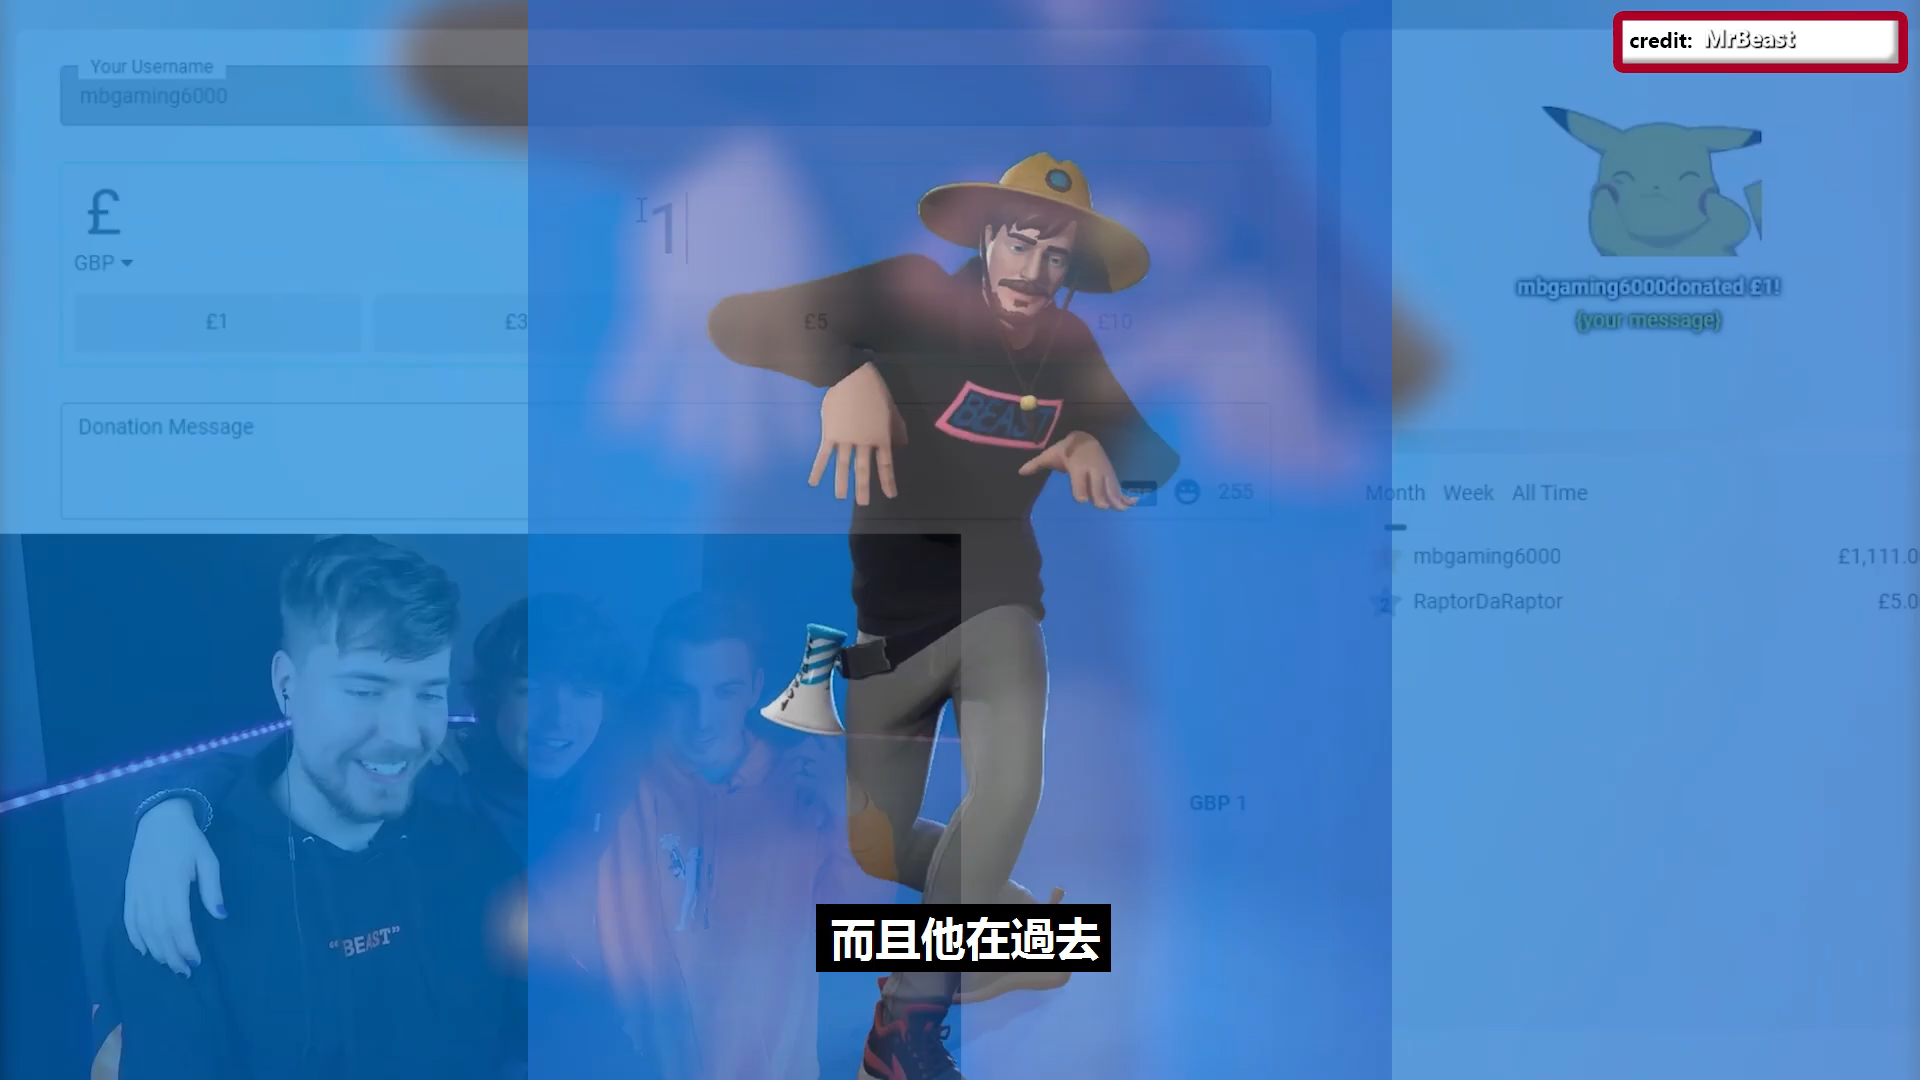 credit: MrBeast
Your Username
mbgaming6000
£
1
GBP
£1
£3
£5
£10
Donation Message
255
mbgaming6000donated £1!
(your message)
BEAST
Month Week All Time
mbgaming6000 £1,111.0
2 RaptorDaRaptor £5.0
GBP 1
"BEAST"
而且他在過去